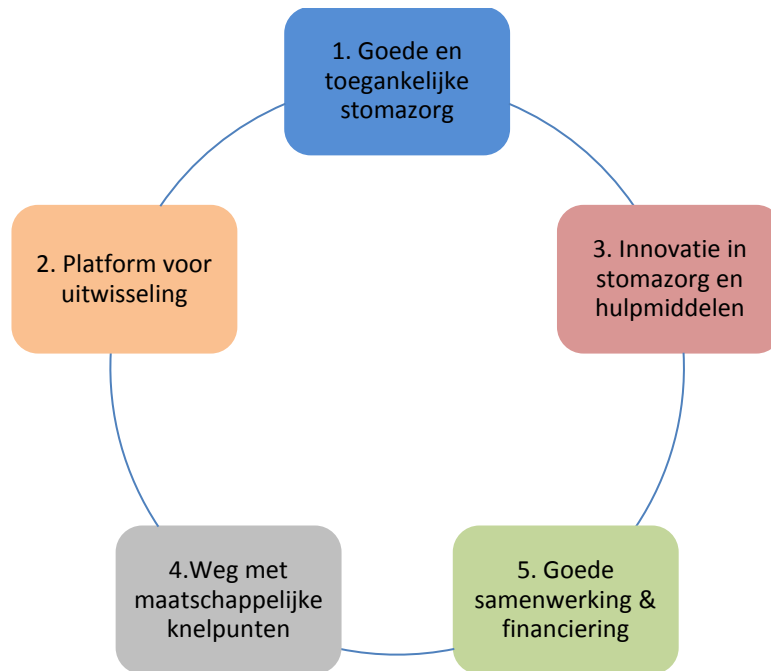 1. Goede en
toegankelijke
stomazorg
2. Platform voor
uitwisseling
3. Innovatie in
stomazorg en
hulpmiddelen
4.Weg met
maatschappelijke
knelpunten
5. Goede
samenwerking &
financiering